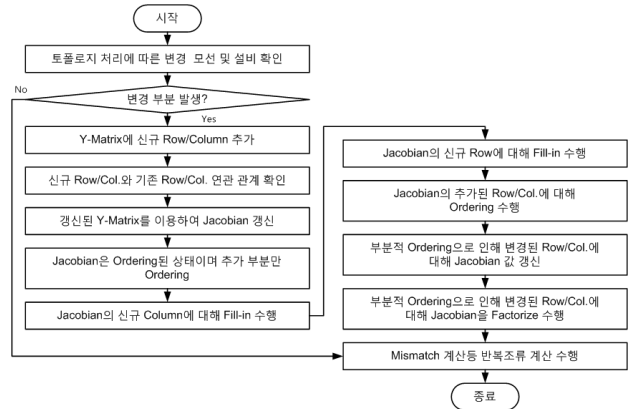 시작
토폴로지 처리에 따른 변경 모선 및 설비 확인
No
변경 부분 발생?
Yes
Y-Matrix에 신규 Row/Column 추가
신규 Row/Col.와 기존 Row/Col. 연관 관계 확인
갱신된 Y-Matrix를 이용하여 Jacobian 갱신
Jacobian은 Ordering된 상태이며 추가 부분만
Ordering
Jacobian의 신규 Column에 대해 Fill-in 수행
Jacobian의 신규 Row에 대해 Fill-in 수행
Jacobian의 추가된 Row/Col.에 대해
Ordering 수행
부분적 Ordering으로 인해 변경된 Row/Col.에
대해 Jacobian 값 갱신
부분적 Ordering으로 인해 변경된 Row/Col.에
대해 Jacobian을 Factorize 수행
Mismatch 계산등 반복조류 계산 수행
종료